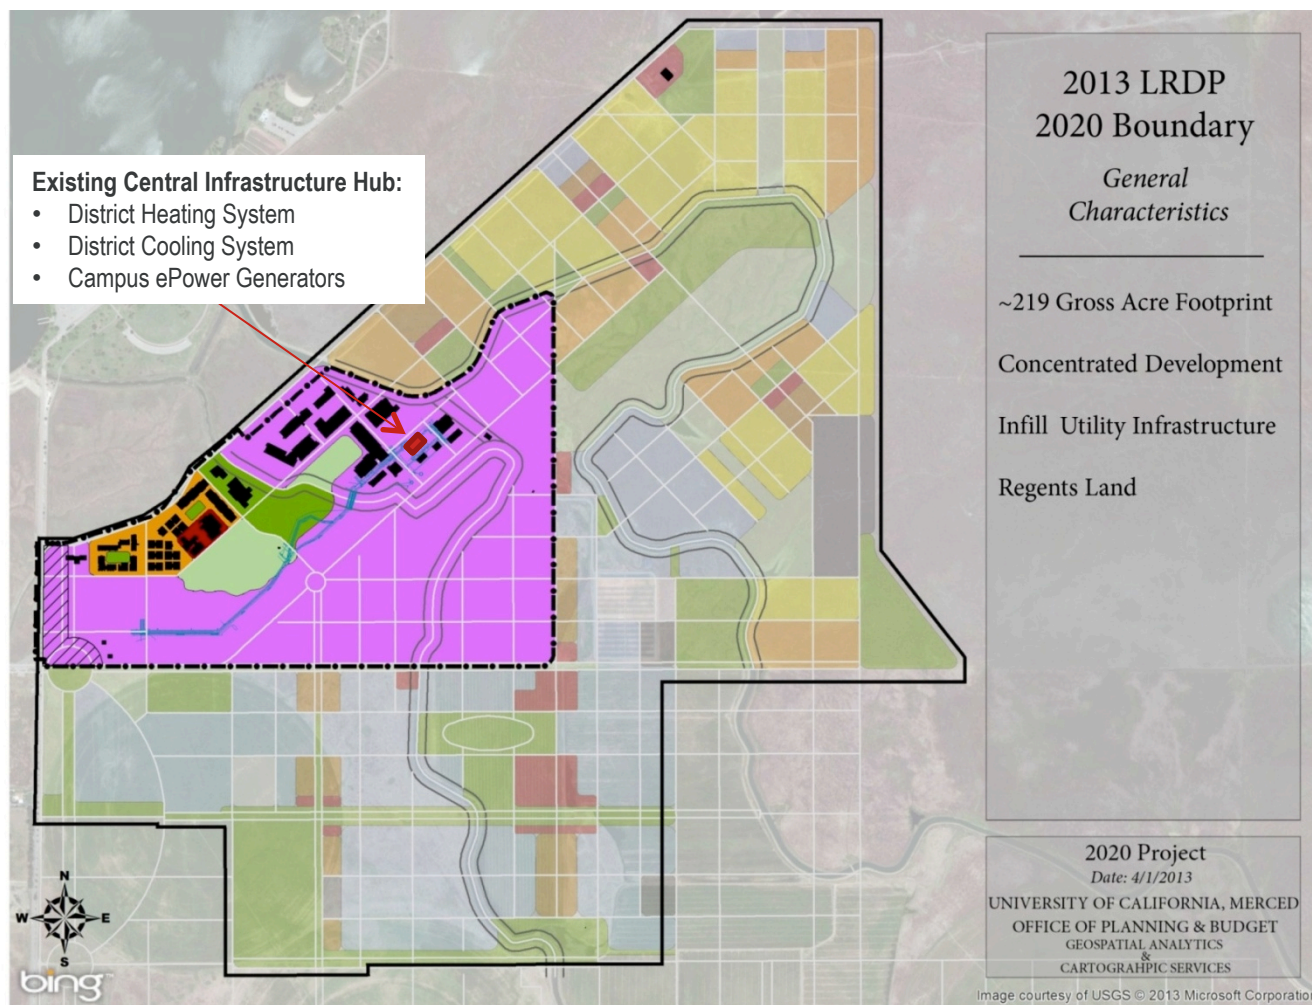 2013 LRDP
2020 Boundary
General
Characteristics
~219 Gross Acre Footprint
Concentrated Development
Infill Utility Infrastructure
Regents Land
Existing Central Infrastructure Hub:
• District Heating System
• District Cooling System
• Campus ePower Generators
N
W E
S
bing
2020 Project
Date: 4/1/2013
UNIVERSITY OF CALIFORNIA, MERCED
OFFICE OF PLANNING & BUDGET
GEOSPATIAL ANALYTICS
&
CARTOGRAHPIC SERVICES
Image courtesy of USGS © 2013 Microsoft Corporatio